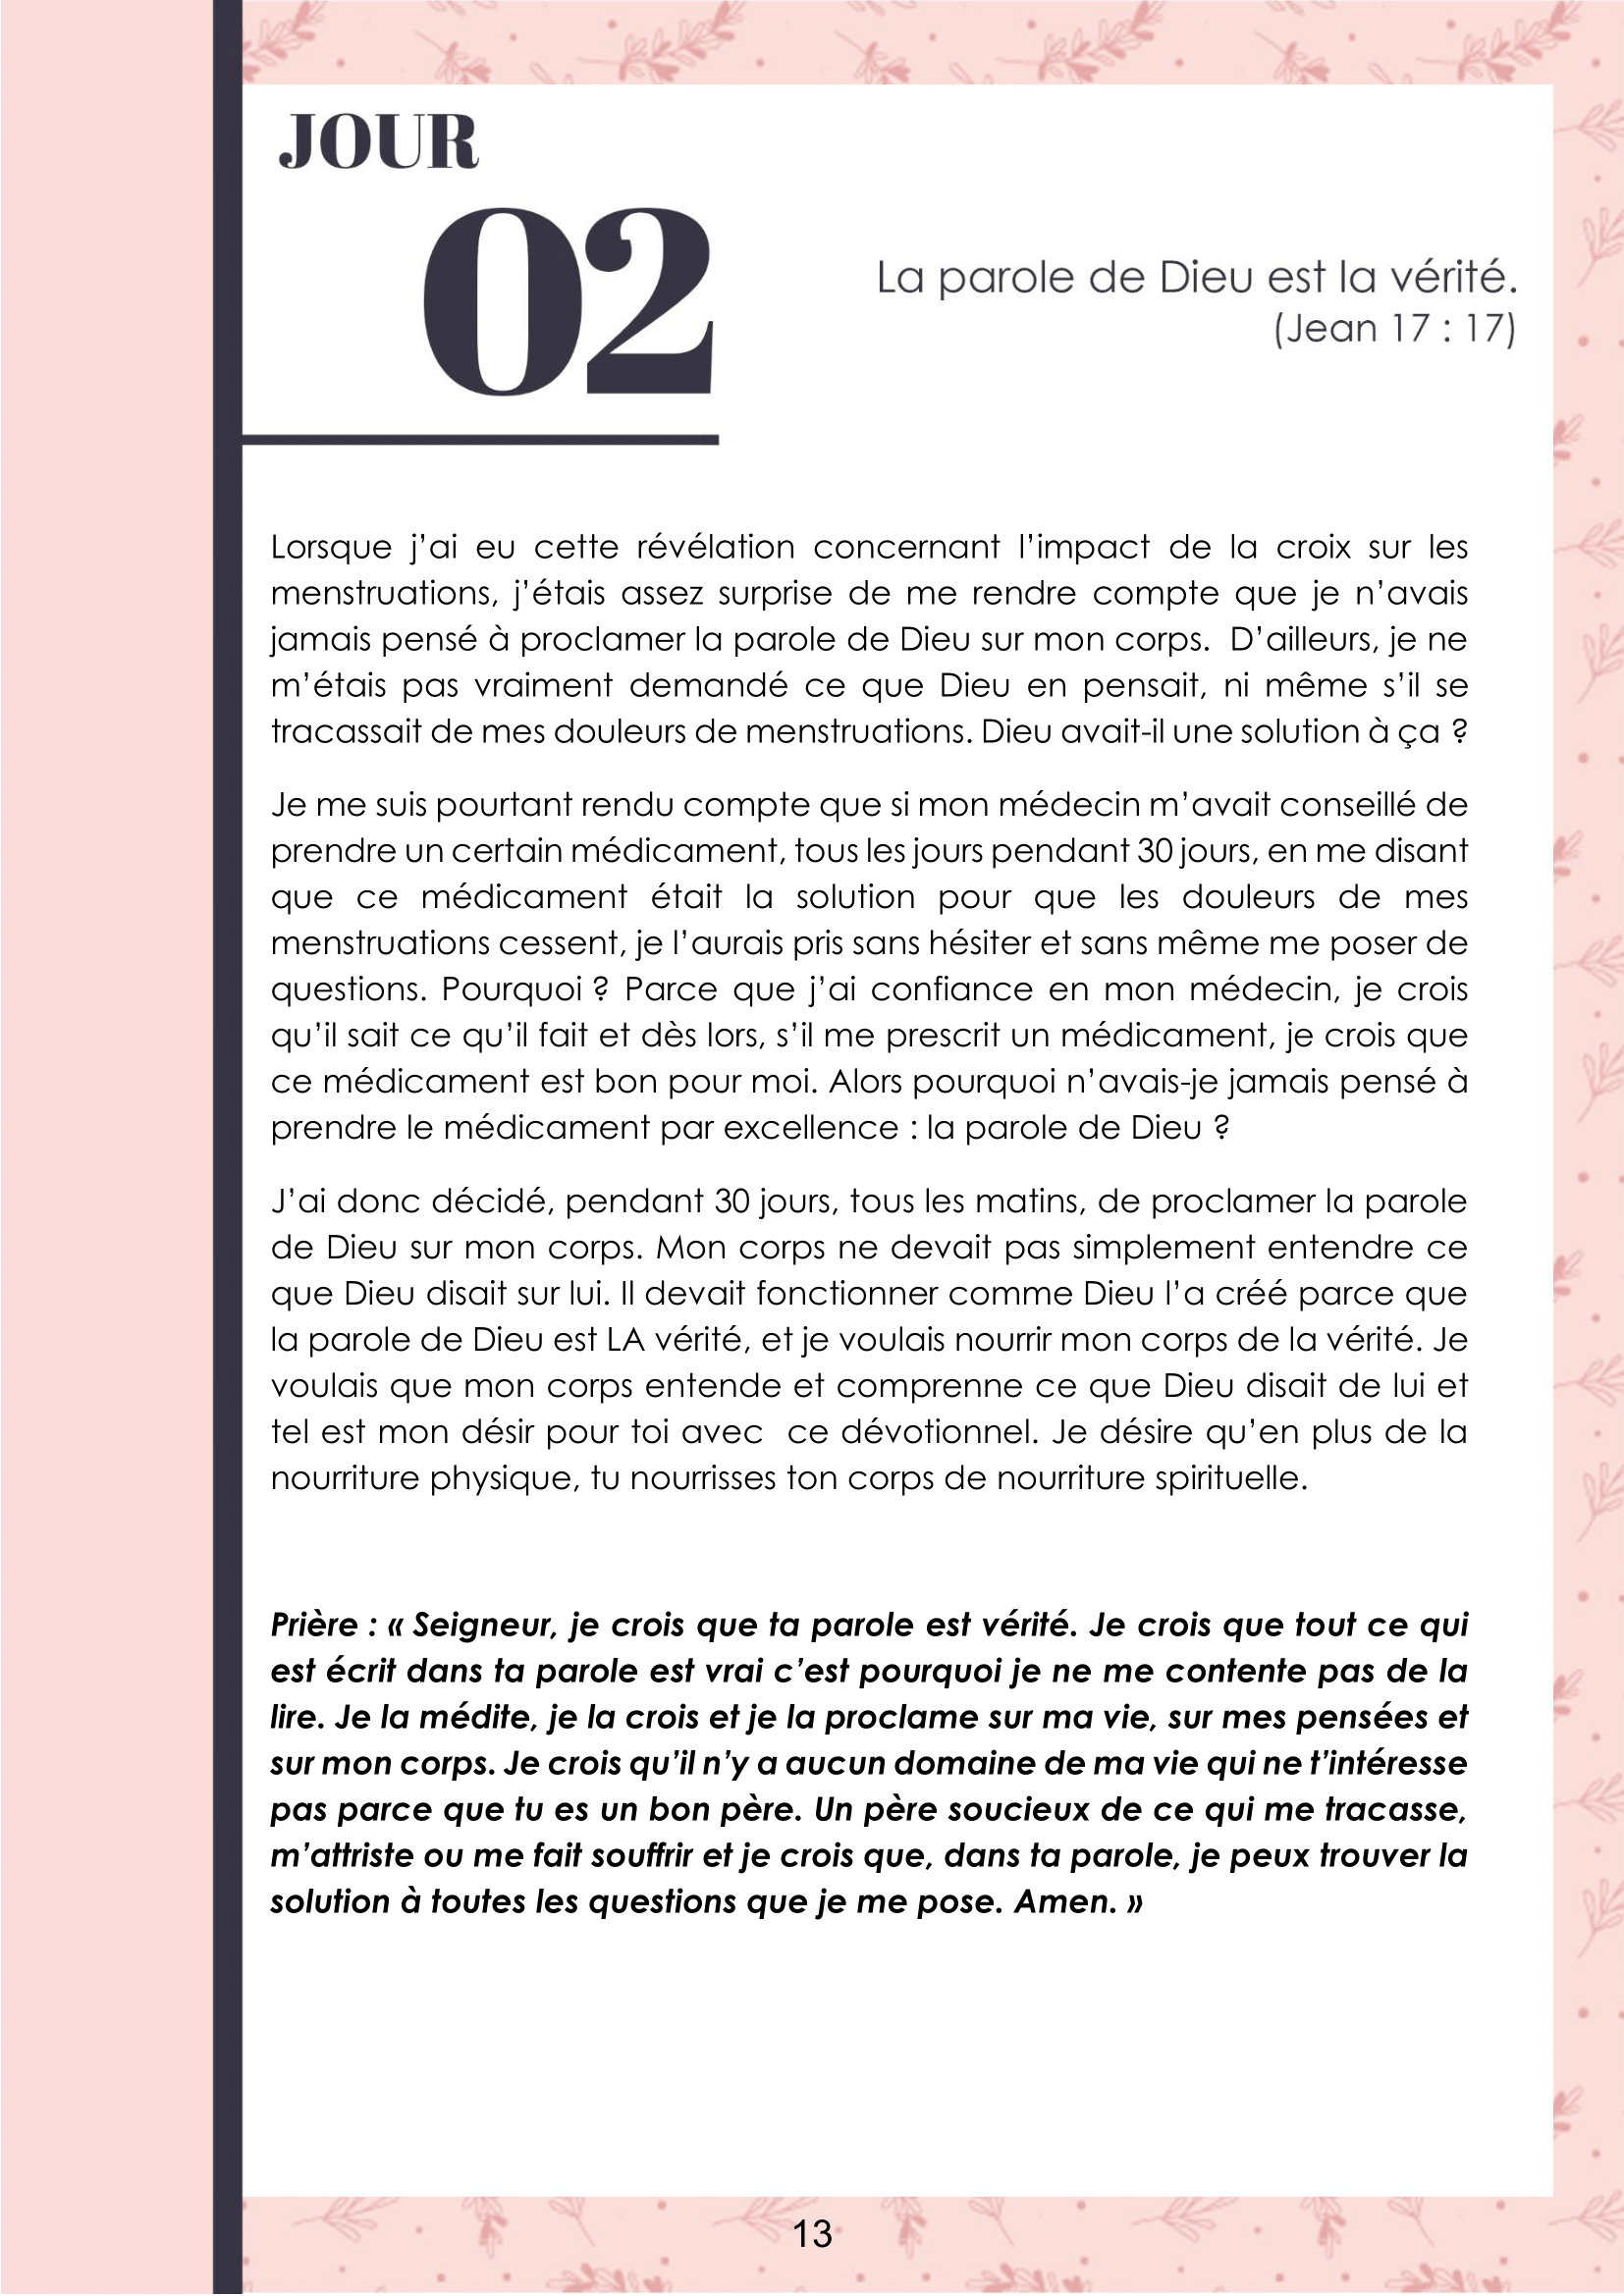 JOUR
02
La parole de Dieu est la vérité.
(Jean 17 : 17)
Lorsque j’ai eu cette révélation concernant l’impact de la croix sur les
menstruations, j’étais assez surprise de me rendre compte que je n’avais
jamais pensé à proclamer la parole de Dieu sur mon corps.  D’ailleurs, je ne
m’étais pas vraiment demandé ce que Dieu en pensait, ni même s’il se
tracassait de mes douleurs de menstruations. Dieu avait-il une solution à ça ?
Je me suis pourtant rendu compte que si mon médecin m’avait conseillé de
prendre un certain médicament, tous les jours pendant 30 jours, en me disant
que ce médicament était la solution pour que les douleurs de mes
menstruations cessent, je l’aurais pris sans hésiter et sans même me poser de
questions. Pourquoi ? Parce que j’ai confiance en mon médecin, je crois
qu’il sait ce qu’il fait et dès lors, s’il me prescrit un médicament, je crois que
ce médicament est bon pour moi. Alors pourquoi n’avais-je jamais pensé à
prendre le médicament par excellence : la parole de Dieu ?
J’ai donc décidé, pendant 30 jours, tous les matins, de proclamer la parole
de Dieu sur mon corps. Mon corps ne devait pas simplement entendre ce
que Dieu disait sur lui. Il devait fonctionner comme Dieu l’a créé parce que
la parole de Dieu est LA vérité, et je voulais nourrir mon corps de la vérité. Je
voulais que mon corps entende et comprenne ce que Dieu disait de lui et
tel est mon désir pour toi avec  ce dévotionnel. Je désire qu’en plus de la
nourriture physique, tu nourrisses ton corps de nourriture spirituelle.
Prière : « Seigneur, je crois que ta parole est vérité. Je crois que tout ce qui
est écrit dans ta parole est vrai c’est pourquoi je ne me contente pas de la
lire. Je la médite, je la crois et je la proclame sur ma vie, sur mes pensées et
sur mon corps. Je crois qu’il n’y a aucun domaine de ma vie qui ne t’intéresse
pas parce que tu es un bon père. Un père soucieux de ce qui me tracasse,
m’attriste ou me fait souffrir et je crois que, dans ta parole, je peux trouver la
solution à toutes les questions que je me pose. Amen. »
13